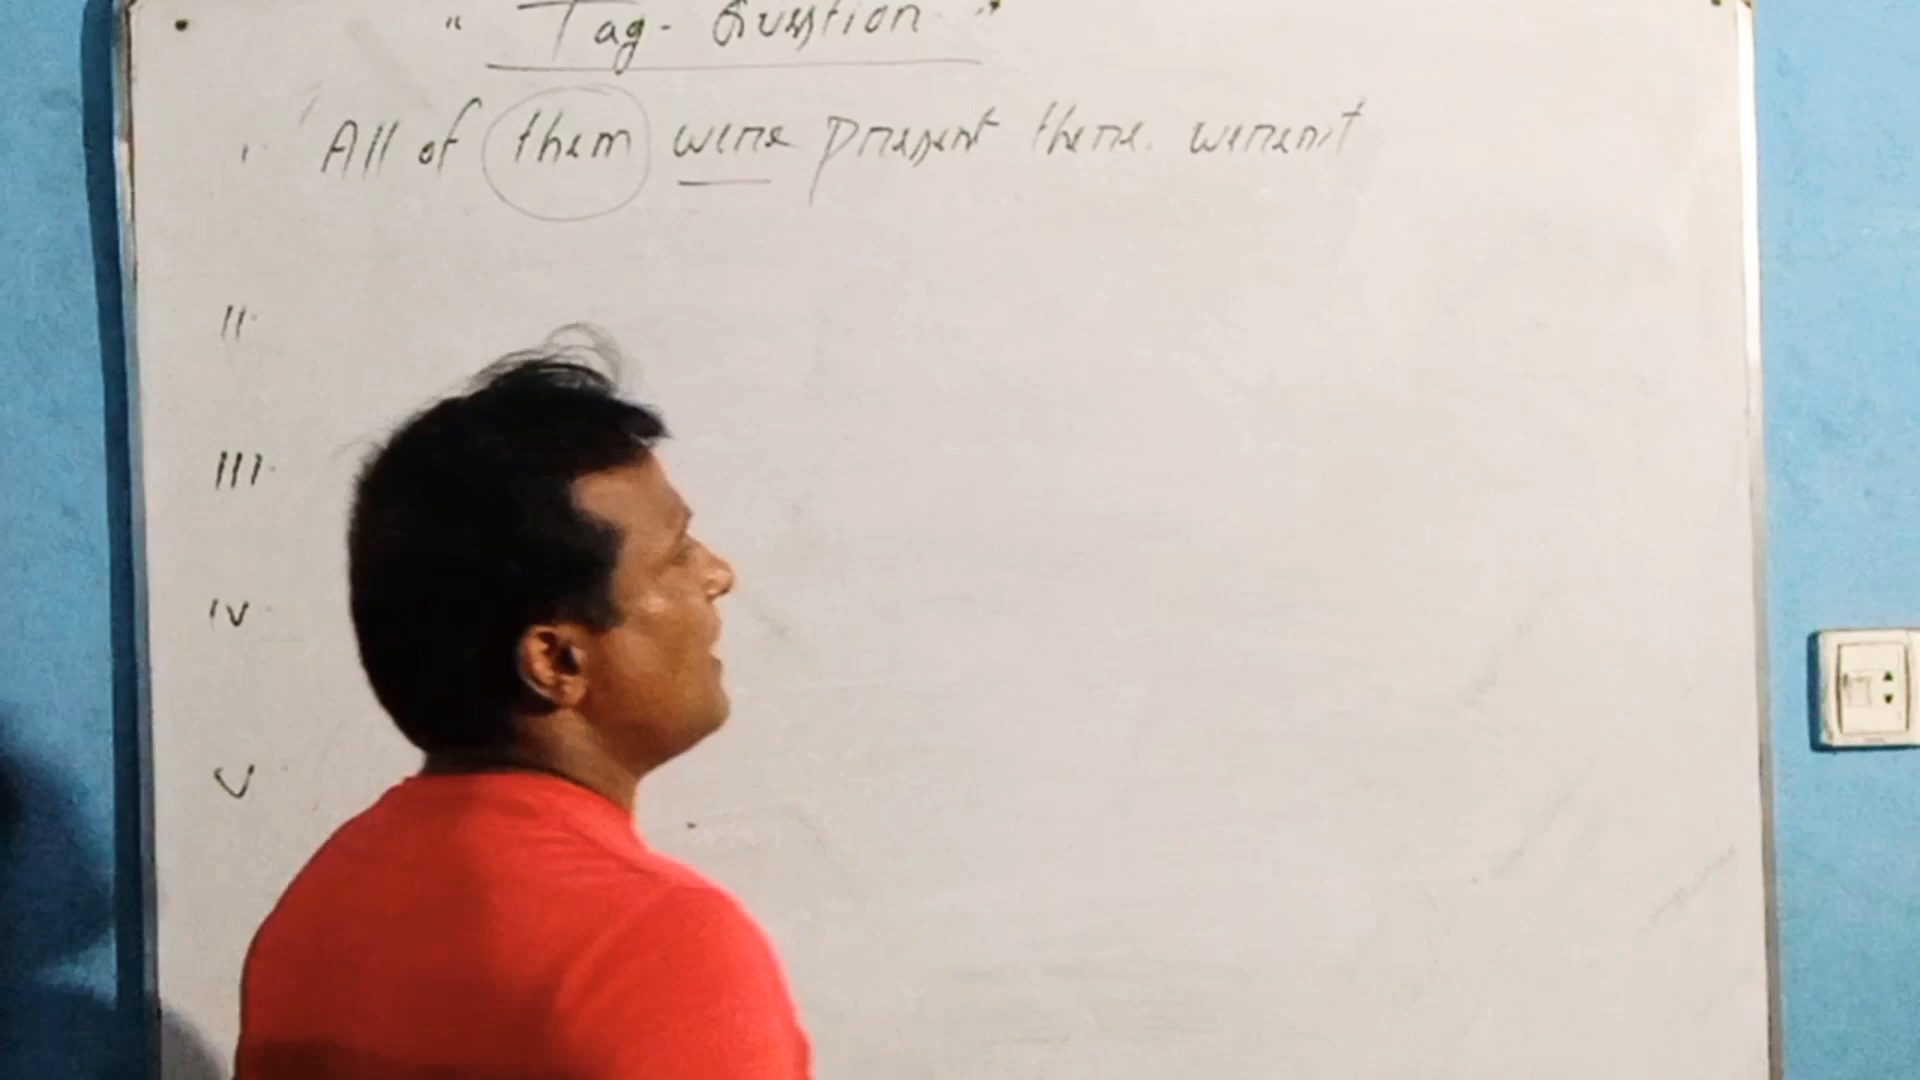 " Tag - Question "
I. All of them were present there. weren't
II.
III.
IV.
V.